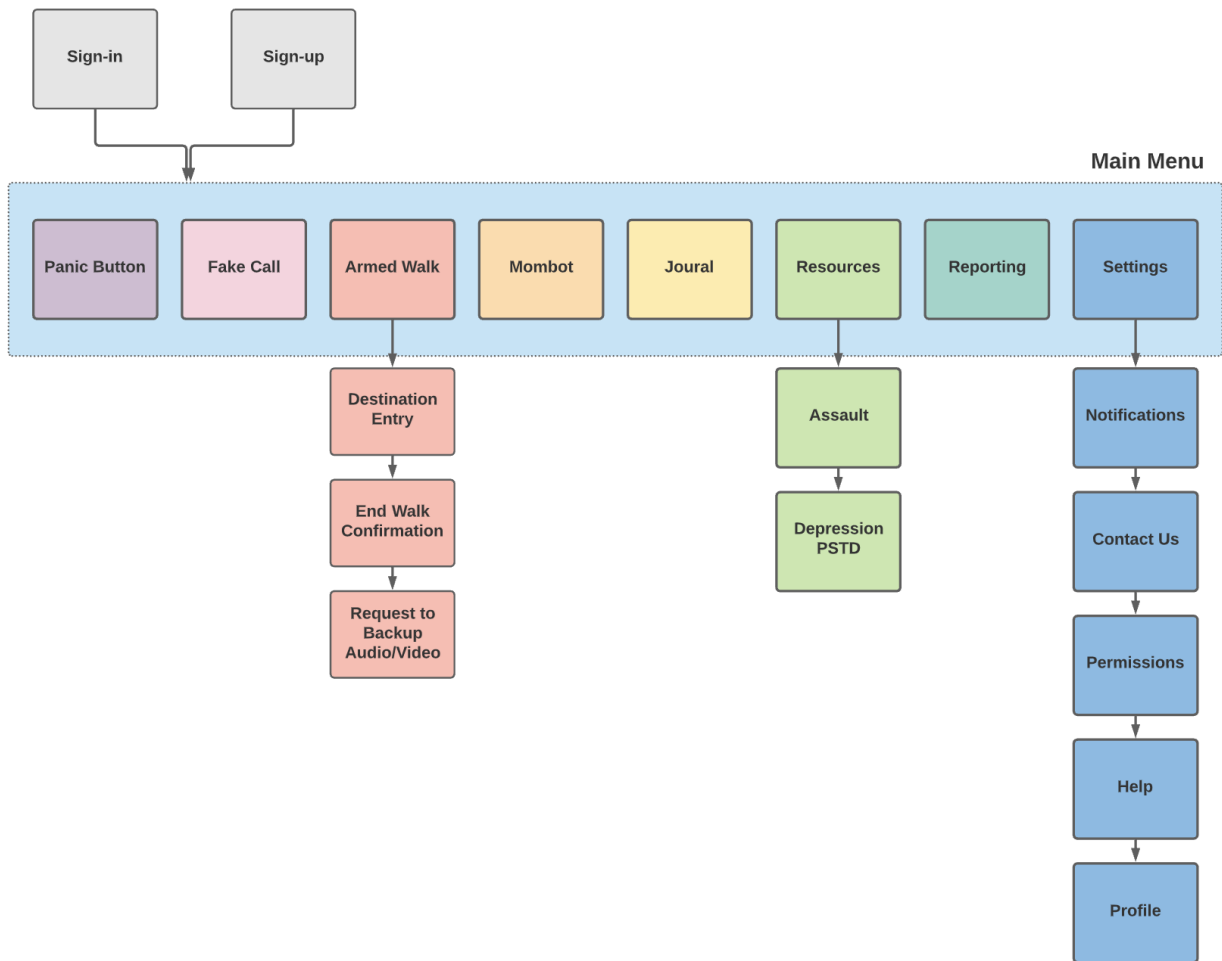 Sign-in
Sign-up
Main Menu
Panic Button
Fake Call
Armed Walk
Mombot
Joural
Resources
Reporting
Settings
Destination
Entry
End Walk
Confirmation
Request to
Backup
Audio/Video
Assault
Depression
PSTD
Notifications
Contact Us
Permissions
Help
Profile